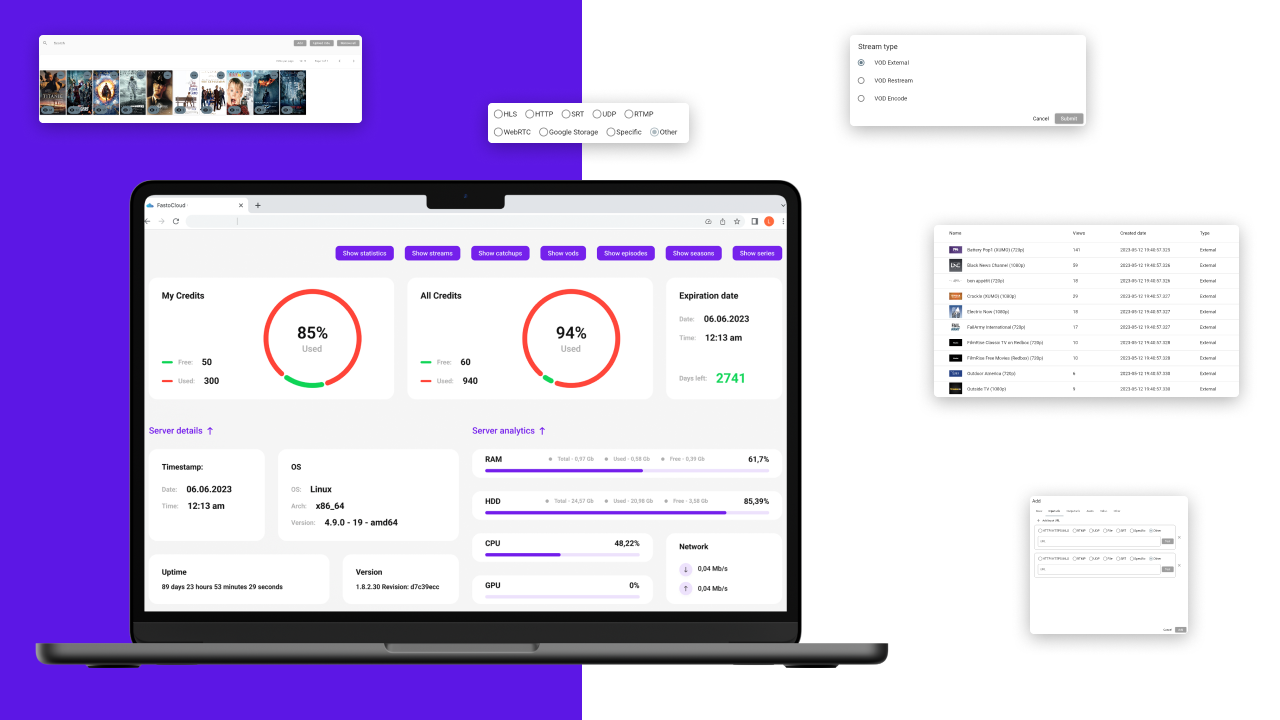 Search
Stream type
VOD External
VOD Restream
VOD Encode
Cancel Submit
HLS HTTP SRT UDP RTMP
WebRTC Google Storage Specific Other
FastoCloud
L
Show statistics Show streams Show catchups Show vods Show episodes Show seasons Show series
My Credits
85%
Used
Free: 50
Used: 300
All Credits
94%
Used
Free: 60
Used: 940
Expiration date
Date: 06.06.2023
Time: 12:13 am
Days left: 2741
Server details ↑
Timestamp:
Date: 06.06.2023
Time: 12:13 am
OS
OS: Linux
Arch: x86_64
Version: 4.9.0 - 19 - amd64
Uptime
89 days 23 hours 53 minutes 29 seconds
Version
1.8.2.30 Revision: d7c39ecc
Server analytics ↑
RAM Total - 0,97 Gb Used - 0,58 Gb Free - 0,39 Gb 61,7%
HDD Total - 24,57 Gb Used - 20,98 Gb Free - 3,58 Gb 85,39%
CPU 48,22%
GPU 0%
Network
0,04 Mb/s
0,04 Mb/s
Name Views Created date Type
Battery Pop1 (XUMO) (720p) 141 2023-05-12 19:40:57.325 External
Black News Channel (1080p) 59 2023-05-12 19:40:57.326 External
bon appétit (720p) 18 2023-05-12 19:40:57.326 External
Crackle (XUMO) (1080p) 29 2023-05-12 19:40:57.327 External
Electric Now (1080p) 18 2023-05-12 19:40:57.327 External
FailArmy International (720p) 17 2023-05-12 19:40:57.327 External
FilmRise Classic TV on Redbox (720p) 10 2023-05-12 19:40:57.328 External
FilmRise Free Movies (Redbox) (720p) 10 2023-05-12 19:40:57.328 External
Outdoor America (720p) 6 2023-05-12 19:40:57.330 External
Outside TV (1080p) 9 2023-05-12 19:40:57.330 External
Add